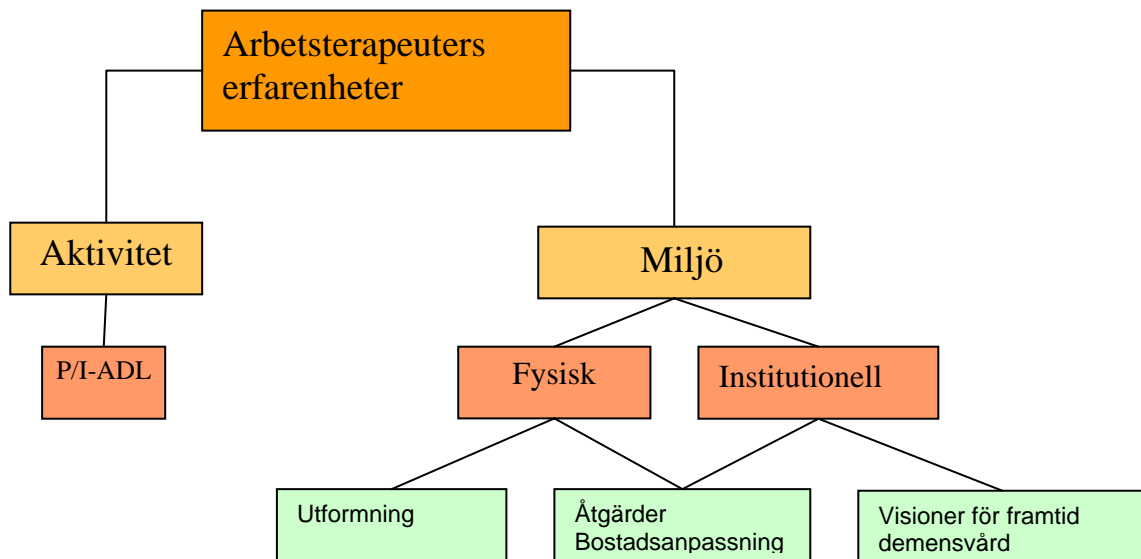 Arbetsterapeuters
erfarenheter
Aktivitet
Miljö
P/I-ADL
Fysisk
Institutionell
Utformning
Åtgärder
Bostadsanpassning
Visioner för framtid
demensvård